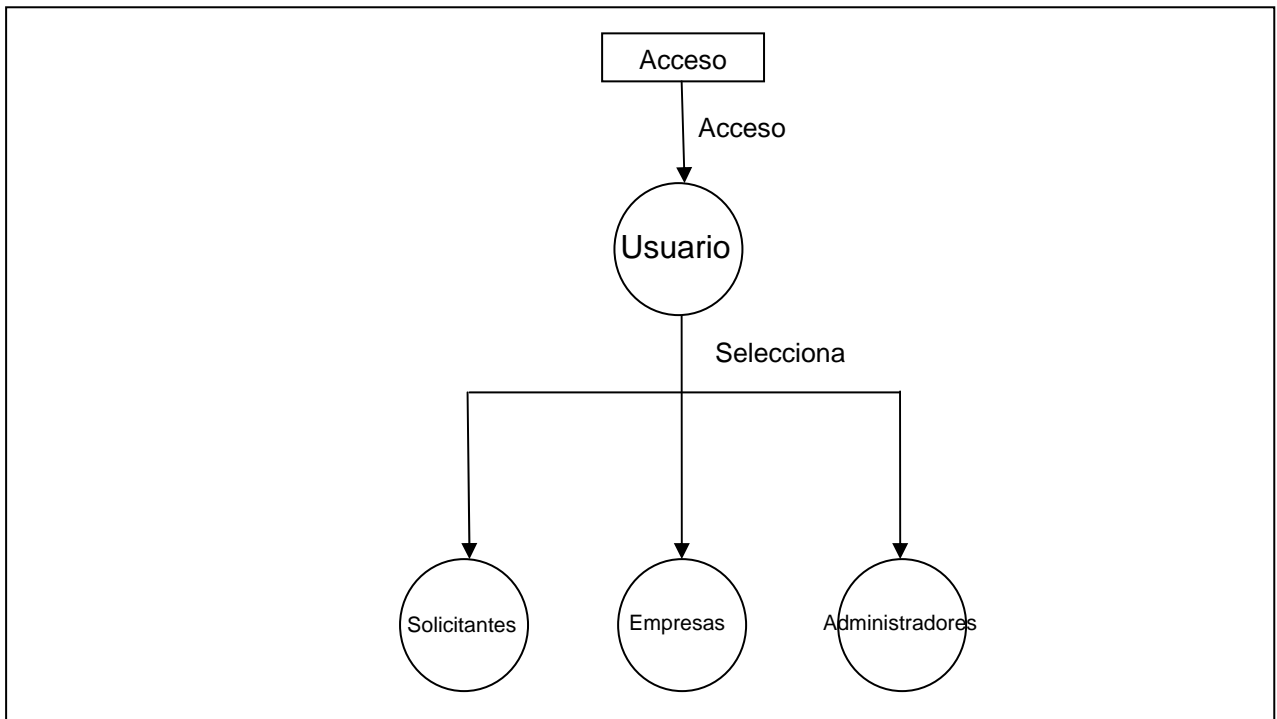 Acceso
Acceso
Usuario
Selecciona
Solicitantes
Empresas
Administradores